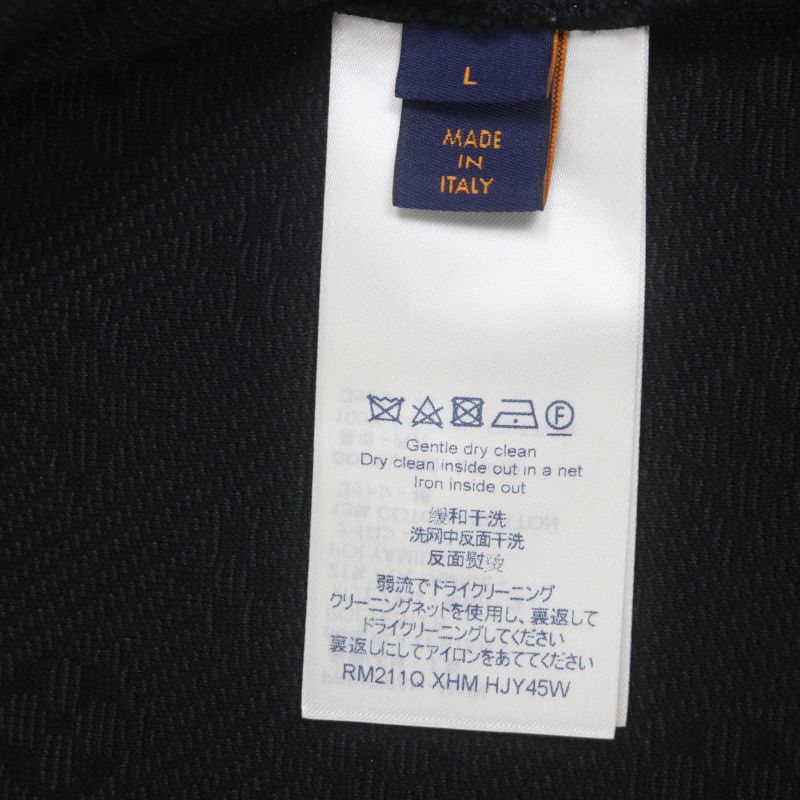 L
MADE
IN
ITALY
F
Gentle dry clean
Dry clean inside out in a net
Iron inside out
缓和干洗
洗网中反面干洗
反面熨烫
弱流でドライクリーニング
クリーニングネットを使用し、裏返して
ドライクリーニングしてください
裏返しにしてアイロンをあててください
RM211Q XHM HJY45W